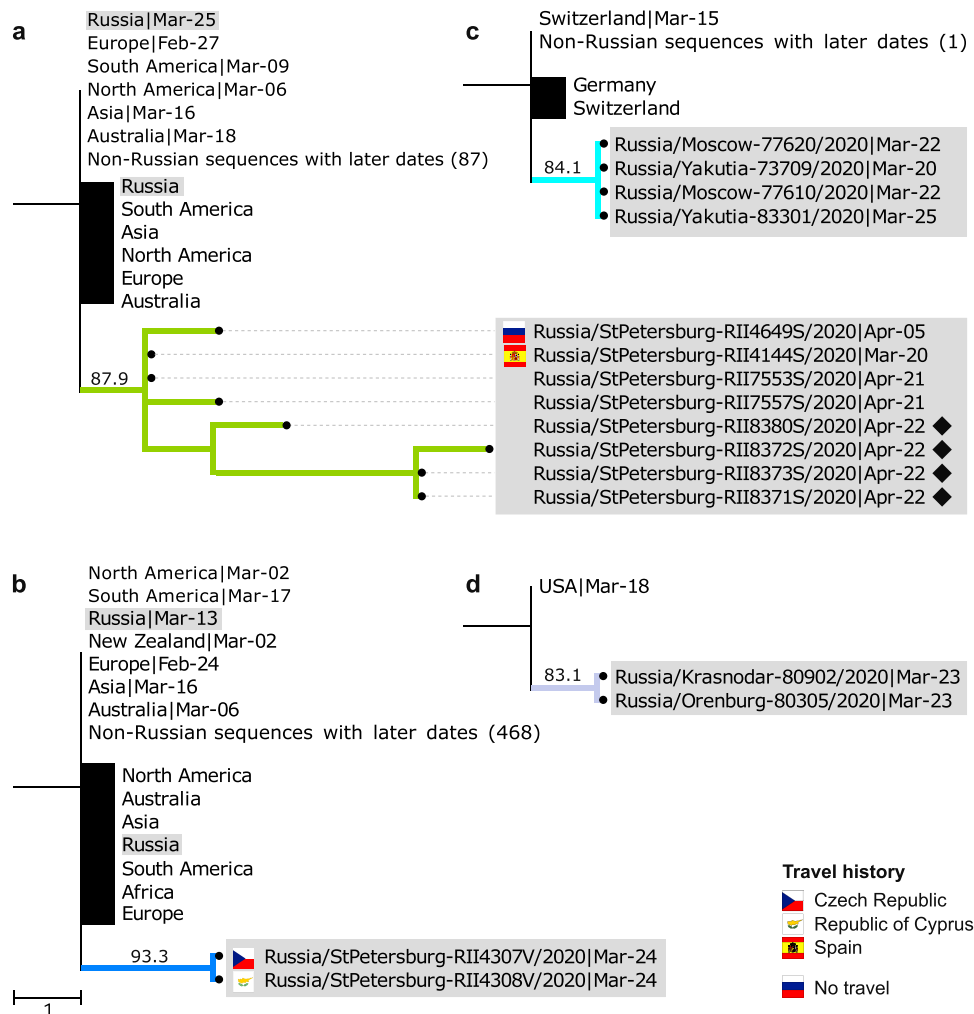 a
Russia|Mar-25
Europe|Feb-27
South America|Mar-09
North America|Mar-06
Asia|Mar-16
Australia|Mar-18
Non-Russian sequences with later dates (87)
Russia
South America
Asia
North America
Europe
Australia
87.9
Russia/StPetersburg-RII4649S/2020|Apr-05
Russia/StPetersburg-RII4144S/2020|Mar-20
Russia/StPetersburg-RII7553S/2020|Apr-21
Russia/StPetersburg-RII7557S/2020|Apr-21
Russia/StPetersburg-RII8380S/2020|Apr-22
Russia/StPetersburg-RII8372S/2020|Apr-22
Russia/StPetersburg-RII8373S/2020|Apr-22
Russia/StPetersburg-RII8371S/2020|Apr-22
c
Switzerland|Mar-15
Non-Russian sequences with later dates (1)
Germany
Switzerland
84.1
Russia/Moscow-77620/2020|Mar-22
Russia/Yakutia-73709/2020|Mar-20
Russia/Moscow-77610/2020|Mar-22
Russia/Yakutia-83301/2020|Mar-25
b
North America|Mar-02
South America|Mar-17
Russia|Mar-13
New Zealand|Mar-02
Europe|Feb-24
Asia|Mar-16
Australia|Mar-06
Non-Russian sequences with later dates (468)
North America
Australia
Asia
Russia
South America
Africa
Europe
93.3
Russia/StPetersburg-RII4307V/2020|Mar-24
Russia/StPetersburg-RII4308V/2020|Mar-24
1
d
USA|Mar-18
83.1
Russia/Krasnodar-80902/2020|Mar-23
Russia/Orenburg-80305/2020|Mar-23
Travel history
Czech Republic
Republic of Cyprus
Spain
No travel